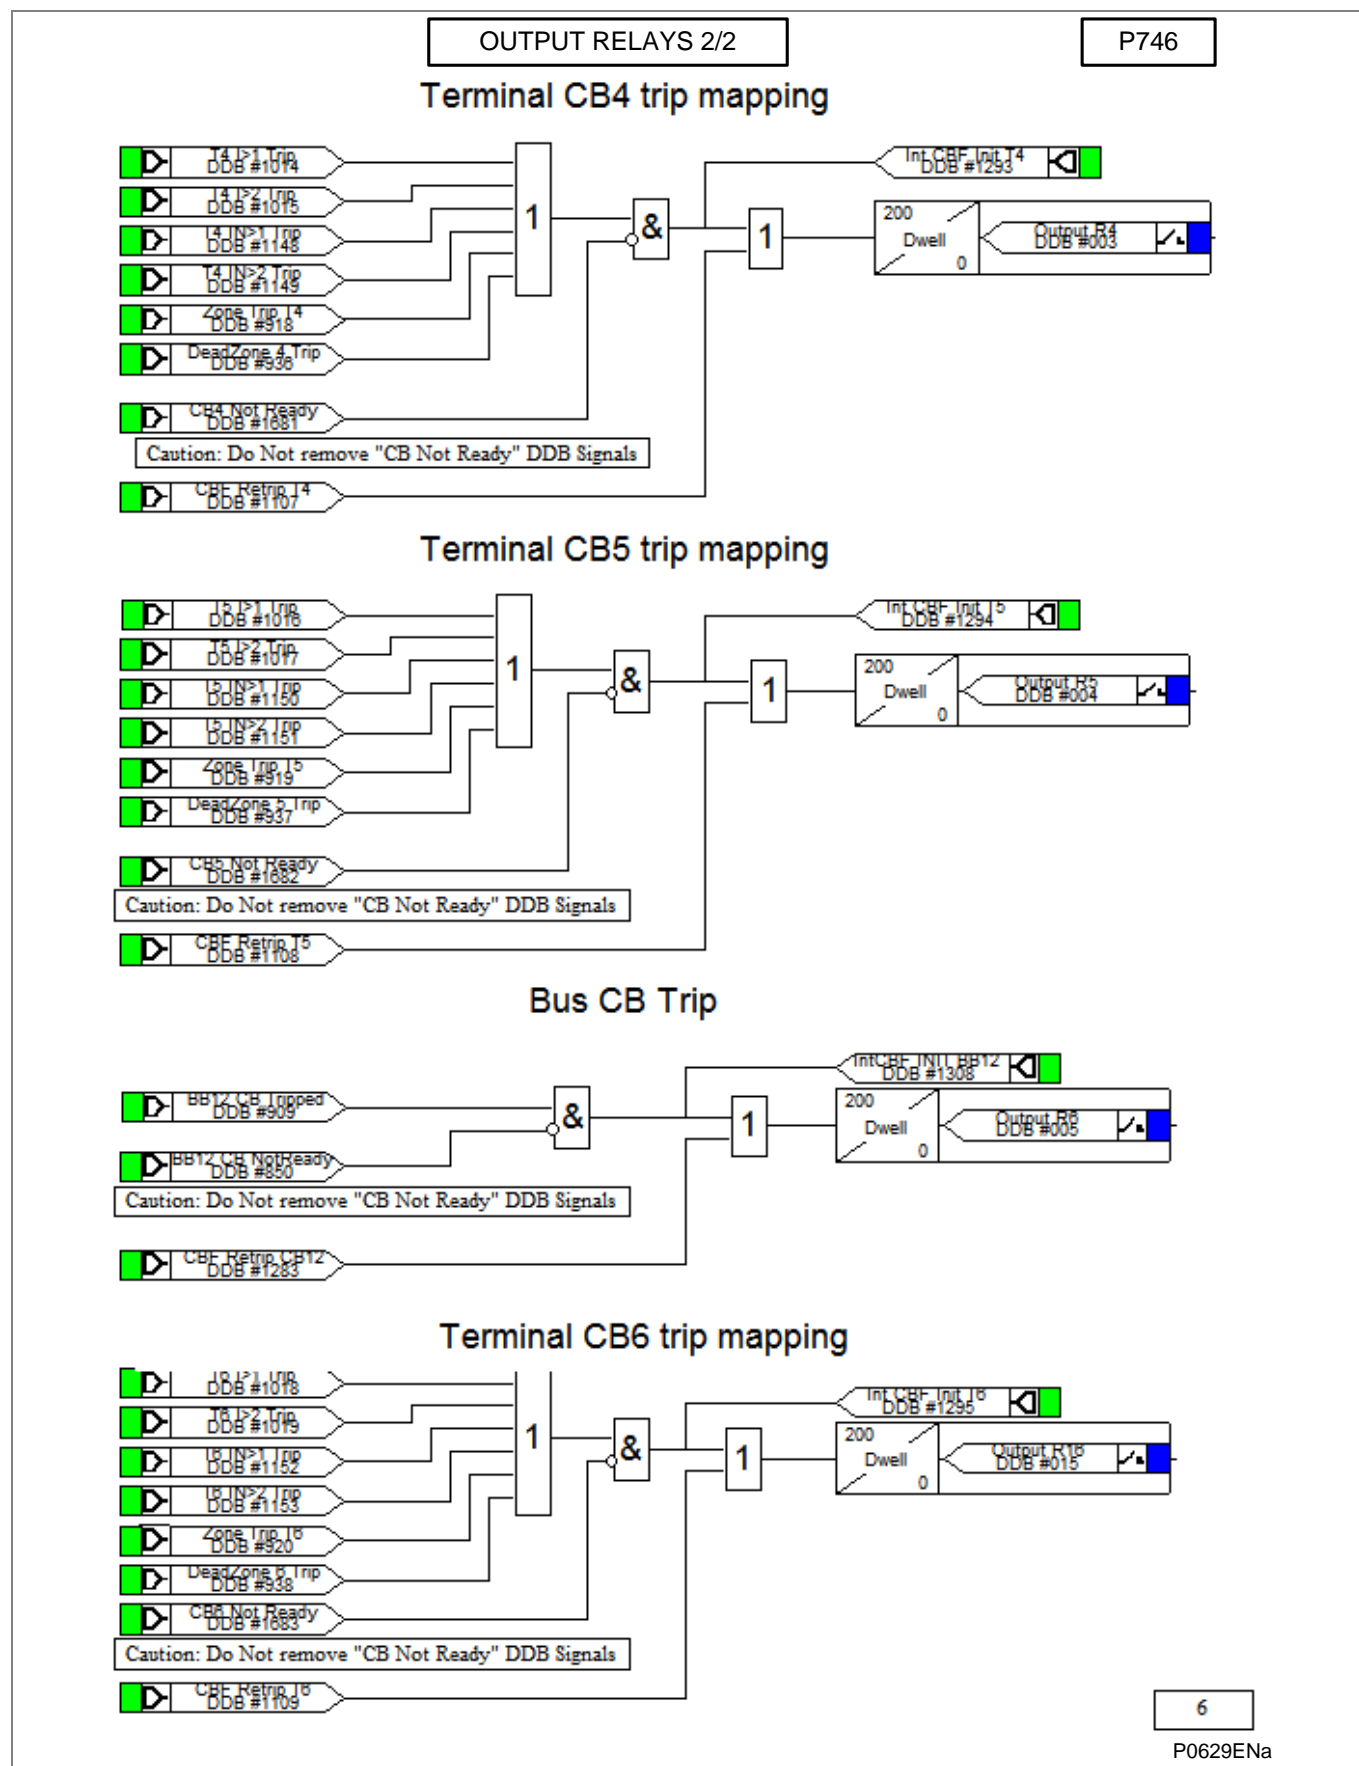 OUTPUT RELAYS 2/2
P746
Terminal CB4 trip mapping
T4 I>1 Trip
DDB #1014
T4 I>2 Trip
DDB #1015
T4 IN>1 Trip
DDB #1148
T4 IN>2 Trip
DDB #1149
Zone Trip T4
DDB #918
DeadZone 4 Trip
DDB #936
CB4 Not Ready
DDB #1681
Caution: Do Not remove "CB Not Ready" DDB Signals
CBF Retrip T4
DDB #1107
1
&
1
Int CBF Init T4
DDB #1293
200
Dwell
0
Output R4
DDB #003
Terminal CB5 trip mapping
T5 I>1 Trip
DDB #1016
T5 I>2 Trip
DDB #1017
T5 IN>1 Trip
DDB #1150
T5 IN>2 Trip
DDB #1151
Zone Trip T5
DDB #919
DeadZone 5 Trip
DDB #937
CB5 Not Ready
DDB #1682
Caution: Do Not remove "CB Not Ready" DDB Signals
CBF Retrip T5
DDB #1108
1
&
1
Int CBF Init T5
DDB #1294
200
Dwell
0
Output R5
DDB #004
Bus CB Trip
BB12 CB Tripped
DDB #909
BB12 CB NotReady
DDB #850
Caution: Do Not remove "CB Not Ready" DDB Signals
CBF Retrip CB12
DDB #1283
&
1
IntCBF INIT BB12
DDB #1308
200
Dwell
0
Output R6
DDB #005
Terminal CB6 trip mapping
T6 I>1 Trip
DDB #1018
T6 I>2 Trip
DDB #1019
T6 IN>1 Trip
DDB #1152
T6 IN>2 Trip
DDB #1153
Zone Trip T6
DDB #920
DeadZone 6 Trip
DDB #938
CB6 Not Ready
DDB #1683
Caution: Do Not remove "CB Not Ready" DDB Signals
CBF Retrip T6
DDB #1109
1
&
1
Int CBF Init T6
DDB #1295
200
Dwell
0
Output R16
DDB #015
6
P0629ENa